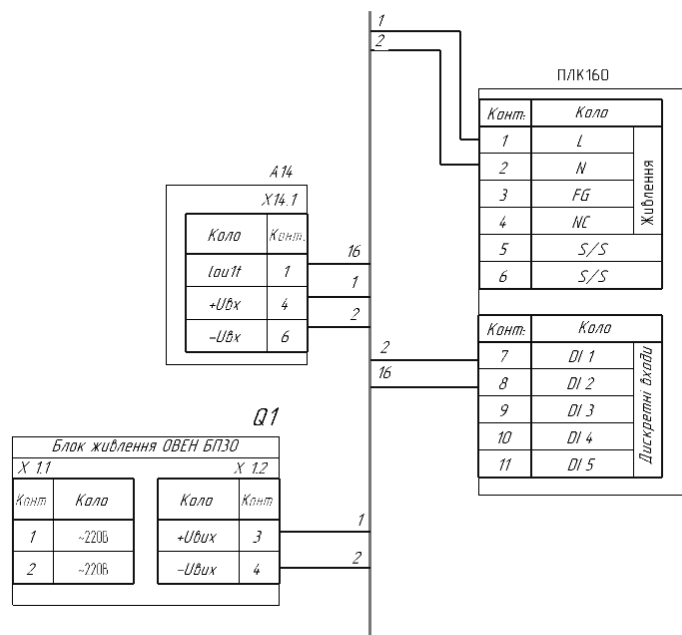 1
2
ПЛК160
Конт. Коло
1 L
2 N
3 FG
4 NC
5 S/S
6 S/S
Живлення
A14
X14.1
Коло Конт.
Iou1t 1
+Uвх 4
–Uвх 6
16
1
2
2
16
Конт. Коло
7 DI 1
8 DI 2
9 DI 3
10 DI 4
11 DI 5
Дискретні входи
Q1
Блок живлення ОВЕН БП30
X 1.1 X 1.2
Конт Коло Коло Конт
1 ~220В +Uвих 3
2 ~220В –Uвих 4
1
2